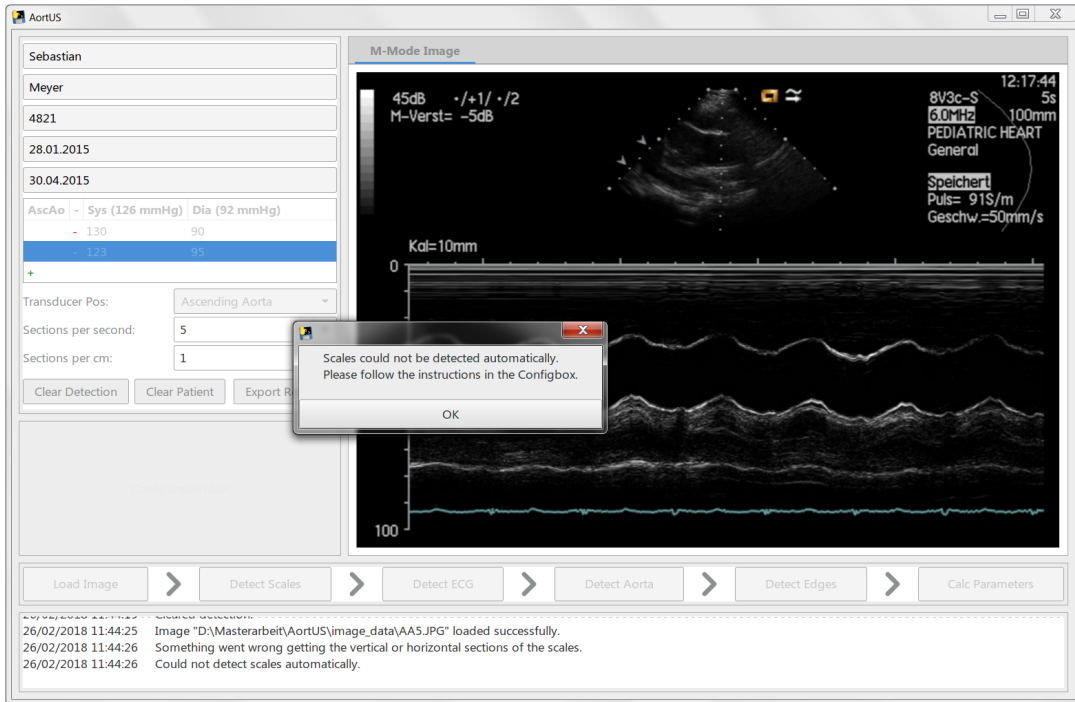 AortUS
Sebastian
Meyer
4821
28.01.2015
30.04.2015
AscAo - Sys (126 mmHg) Dia (92 mmHg)
- 130 90
- 123 95
+
Transducer Pos: Ascending Aorta
Sections per second: 5
Sections per cm: 1
Clear Detection Clear Patient Export R
M-Mode Image
45dB ·/+1/ ·/2
M-Verst= -5dB
12:17:44
8V3c-S 5s
6.0MHz 100mm
PEDIATRIC HEART
General
Speichert
Puls= 91S/m
Geschw.=50mm/s
Kal=10mm
0
100
Scales could not be detected automatically.
Please follow the instructions in the Configbox.
OK
Load Image Detect Scales Detect ECG Detect Aorta Detect Edges Calc Parameters
Cleared detection.
26/02/2018 11:44:25 Image "D:\Masterarbeit\AortUS\image_data\AA5.JPG" loaded successfully.
26/02/2018 11:44:26 Something went wrong getting the vertical or horizontal sections of the scales.
26/02/2018 11:44:26 Could not detect scales automatically.